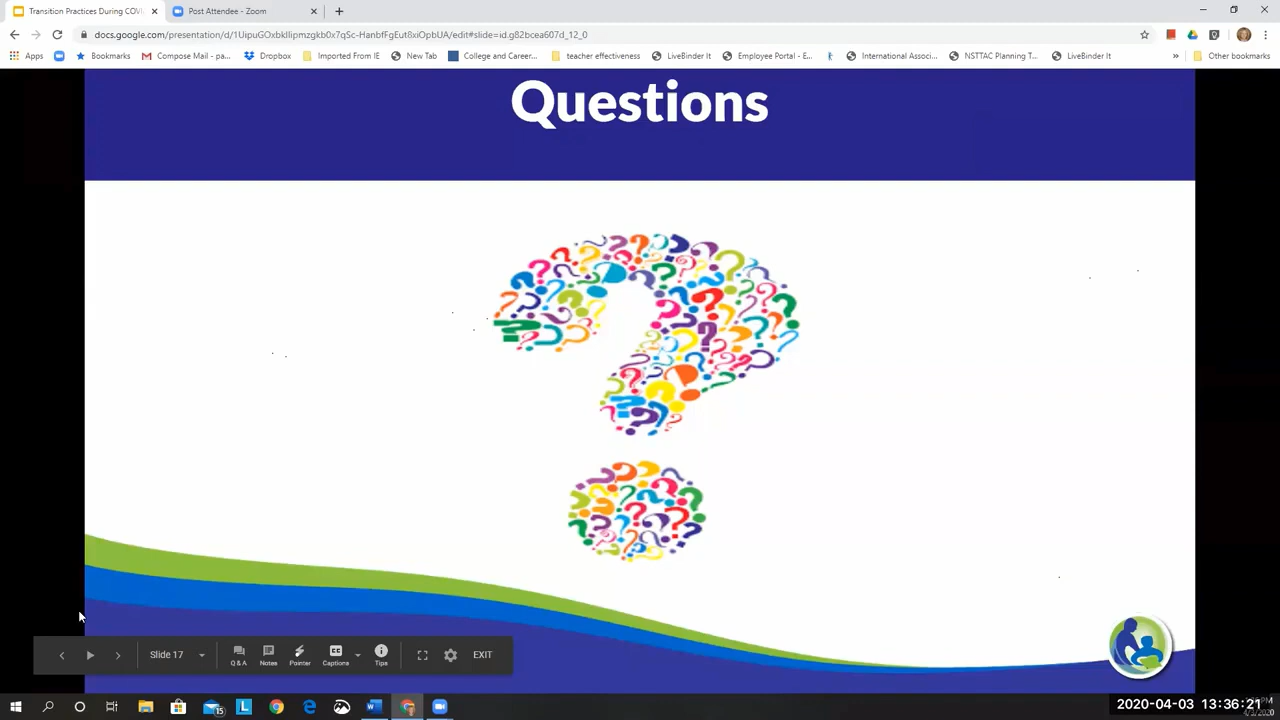 Transition Practices During COVI
Post Attendee - Zoom
docs.google.com/presentation/d/1UipuGOxbklIipmzgkb0x7qSc-HanbfFgEut8xiOpbUA/edit#slide=id.g82bcea607d_12_0
Apps
Bookmarks
Compose Mail - pa...
Dropbox
Imported From IE
New Tab
College and Career...
teacher effectiveness
LiveBinder It
Employee Portal - E...
International Associ...
NSTTAC Planning T...
LiveBinder It
Other bookmarks
Questions
Slide 17
Q & A
Notes
Pointer
Captions
Tips
EXIT
15
2020-04-03 13:36:21